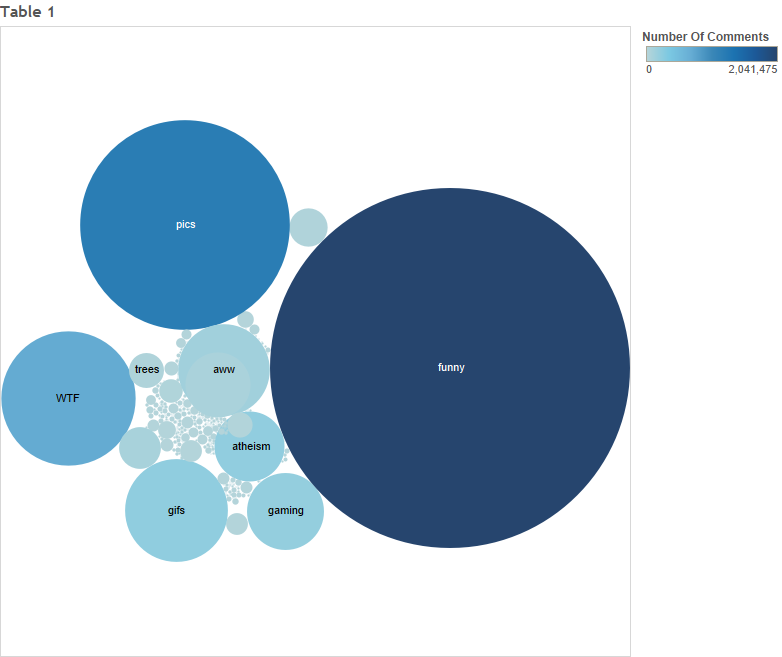 Table 1
Number Of Comments
0 2,041,475
pics
trees
aww
funny
WTF
atheism
gifs
gaming